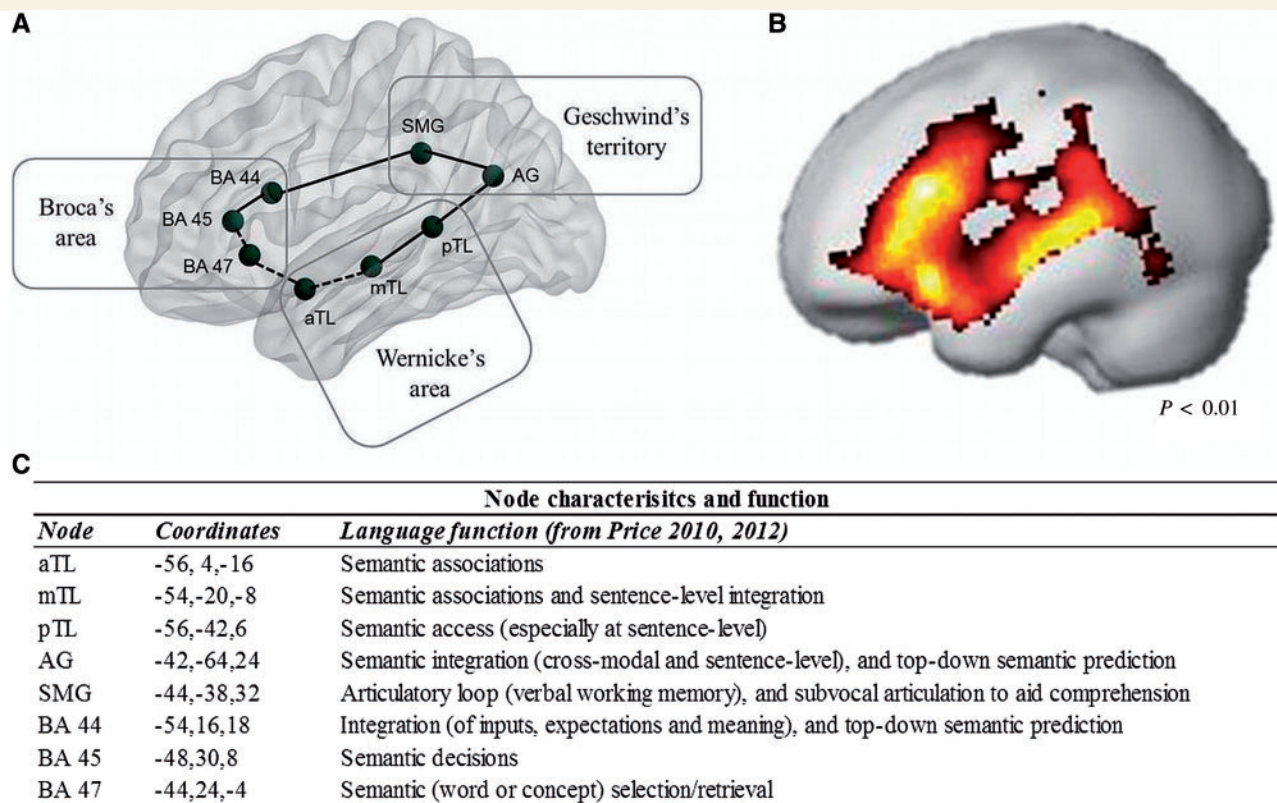 A
B
SMG
Geschwind's
territory
AG
BA 44
Broca's
area
BA 45
pTL
BA 47
mTL
aTL
Wernicke's
area
P < 0.01
C
Node characterisitcs and function
Node Coordinates Language function (from Price 2010, 2012)
aTL -56, 4,-16 Semantic associations
mTL -54,-20,-8 Semantic associations and sentence-level integration
pTL -56,-42,6 Semantic access (especially at sentence-level)
AG -42,-64,24 Semantic integration (cross-modal and sentence-level), and top-down semantic prediction
SMG -44,-38,32 Articulatory loop (verbal working memory), and subvocal articulation to aid comprehension
BA 44 -54,16,18 Integration (of inputs, expectations and meaning), and top-down semantic prediction
BA 45 -48,30,8 Semantic decisions
BA 47 -44,24,-4 Semantic (word or concept) selection/retrieval